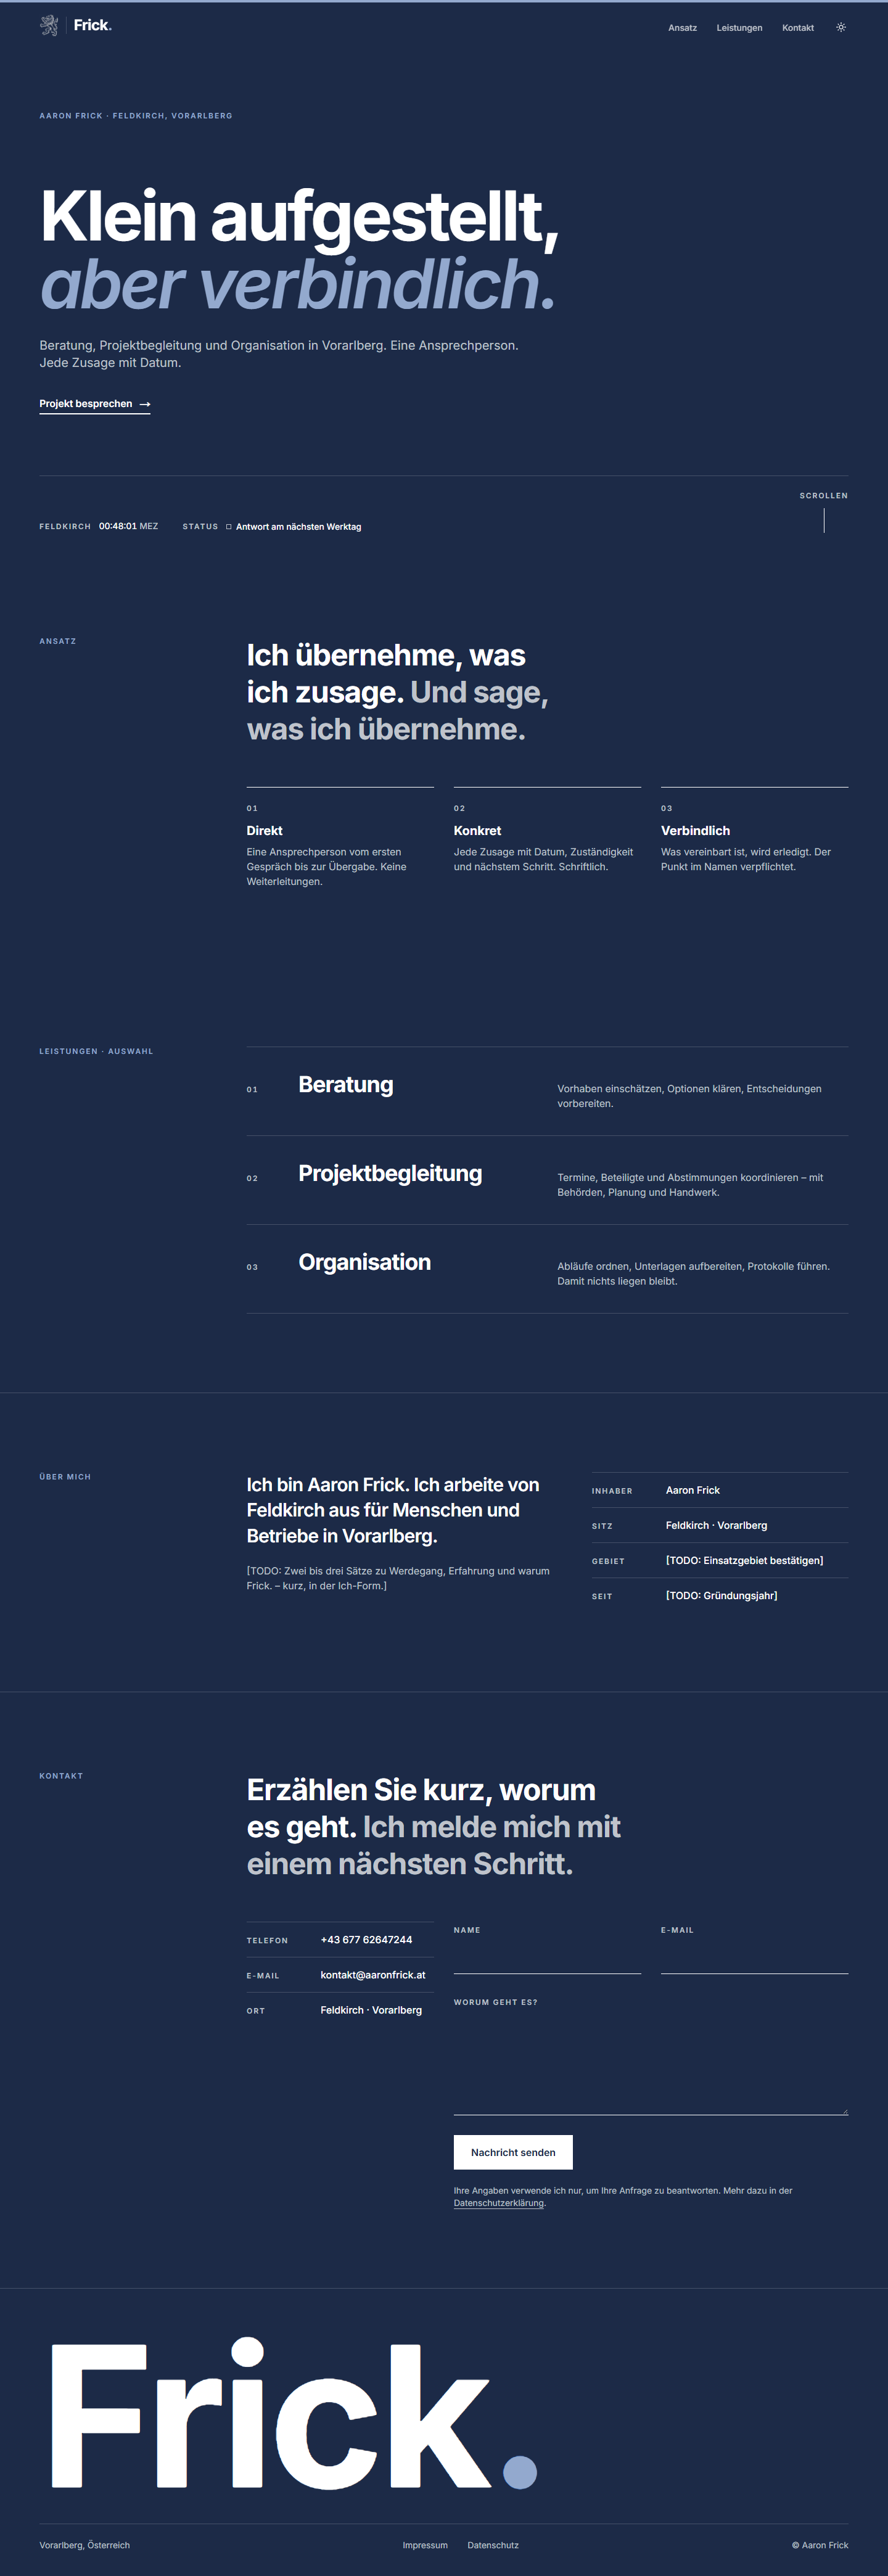 Frick.
Ansatz
Leistungen
Kontakt
AARON FRICK · FELDKIRCH, VORARLBERG
Klein aufgestellt,
aber verbindlich.
Beratung, Projektbegleitung und Organisation in Vorarlberg. Eine Ansprechperson.
Jede Zusage mit Datum.
Projekt besprechen →
SCROLLEN
FELDKIRCH 00:48:01 MEZ
STATUS Antwort am nächsten Werktag
ANSATZ
Ich übernehme, was
ich zusage. Und sage,
was ich übernehme.
01
Direkt
Eine Ansprechperson vom ersten
Gespräch bis zur Übergabe. Keine
Weiterleitungen.
02
Konkret
Jede Zusage mit Datum, Zuständigkeit
und nächstem Schritt. Schriftlich.
03
Verbindlich
Was vereinbart ist, wird erledigt. Der
Punkt im Namen verpflichtet.
LEISTUNGEN · AUSWAHL
01
Beratung
Vorhaben einschätzen, Optionen klären, Entscheidungen
vorbereiten.
02
Projektbegleitung
Termine, Beteiligte und Abstimmungen koordinieren – mit
Behörden, Planung und Handwerk.
03
Organisation
Abläufe ordnen, Unterlagen aufbereiten, Protokolle führen.
Damit nichts liegen bleibt.
ÜBER MICH
Ich bin Aaron Frick. Ich arbeite von
Feldkirch aus für Menschen und
Betriebe in Vorarlberg.
[TODO: Zwei bis drei Sätze zu Werdegang, Erfahrung und warum
Frick. – kurz, in der Ich-Form.]
INHABER Aaron Frick
SITZ Feldkirch · Vorarlberg
GEBIET [TODO: Einsatzgebiet bestätigen]
SEIT [TODO: Gründungsjahr]
KONTAKT
Erzählen Sie kurz, worum
es geht. Ich melde mich mit
einem nächsten Schritt.
TELEFON +43 677 62647244
E-MAIL kontakt@aaronfrick.at
ORT Feldkirch · Vorarlberg
NAME
E-MAIL
WORUM GEHT ES?
Nachricht senden
Ihre Angaben verwende ich nur, um Ihre Anfrage zu beantworten. Mehr dazu in der
Datenschutzerklärung.
Frick.
Vorarlberg, Österreich
Impressum
Datenschutz
© Aaron Frick